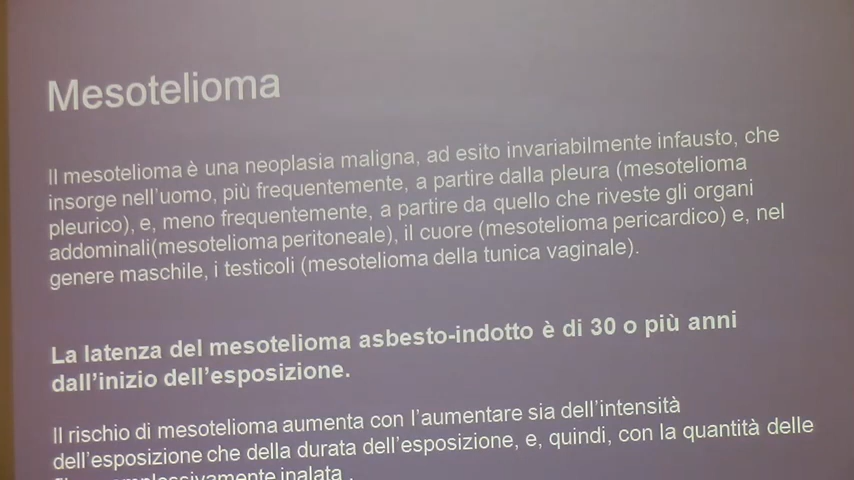 Mesotelioma
Il mesotelioma è una neoplasia maligna, ad esito invariabilmente infausto, che
insorge nell'uomo, più frequentemente, a partire dalla pleura (mesotelioma
pleurico), e, meno frequentemente, a partire da quello che riveste gli organi
addominali(mesotelioma peritoneale), il cuore (mesotelioma pericardico) e, nel
genere maschile, i testicoli (mesotelioma della tunica vaginale).
La latenza del mesotelioma asbesto-indotto è di 30 o più anni
dall'inizio dell'esposizione.
Il rischio di mesotelioma aumenta con l'aumentare sia dell'intensità
dell'esposizione che della durata dell'esposizione, e, quindi, con la quantità delle
complessivamente inalata .